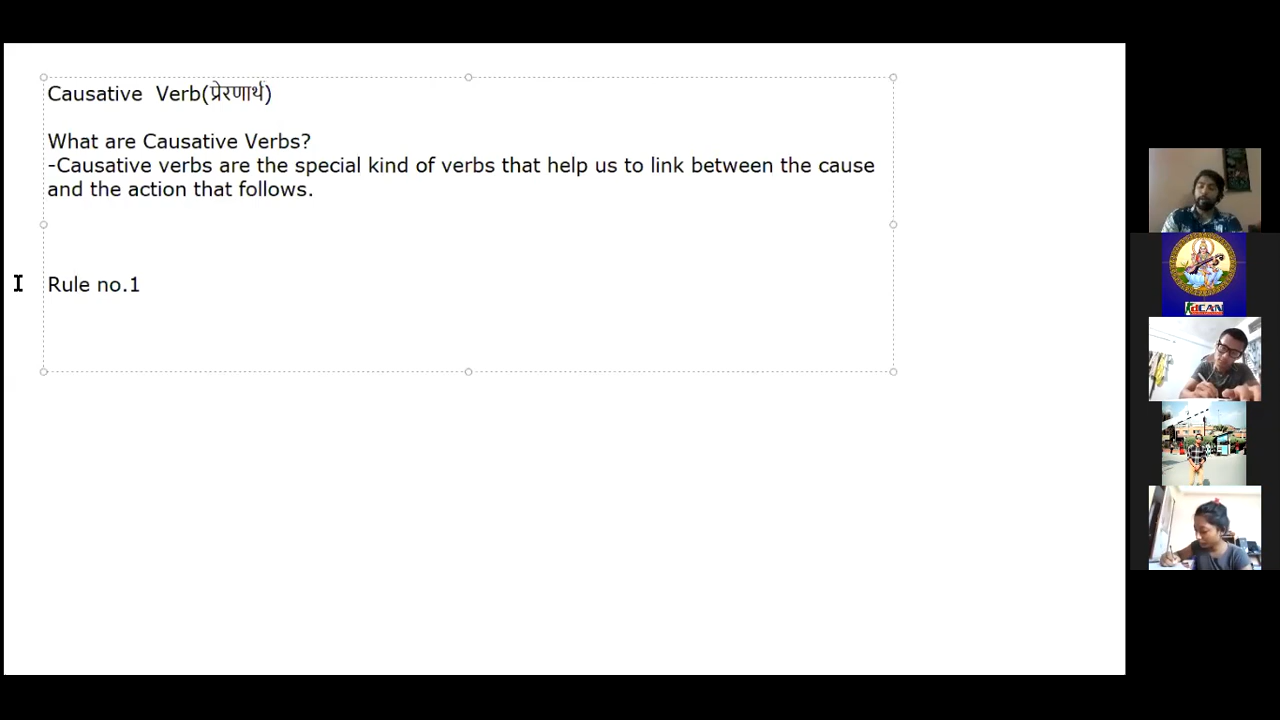 Causative Verb(प्रेरणार्थ)
What are Causative Verbs?
-Causative verbs are the special kind of verbs that help us to link between the cause
and the action that follows.
Rule no.1